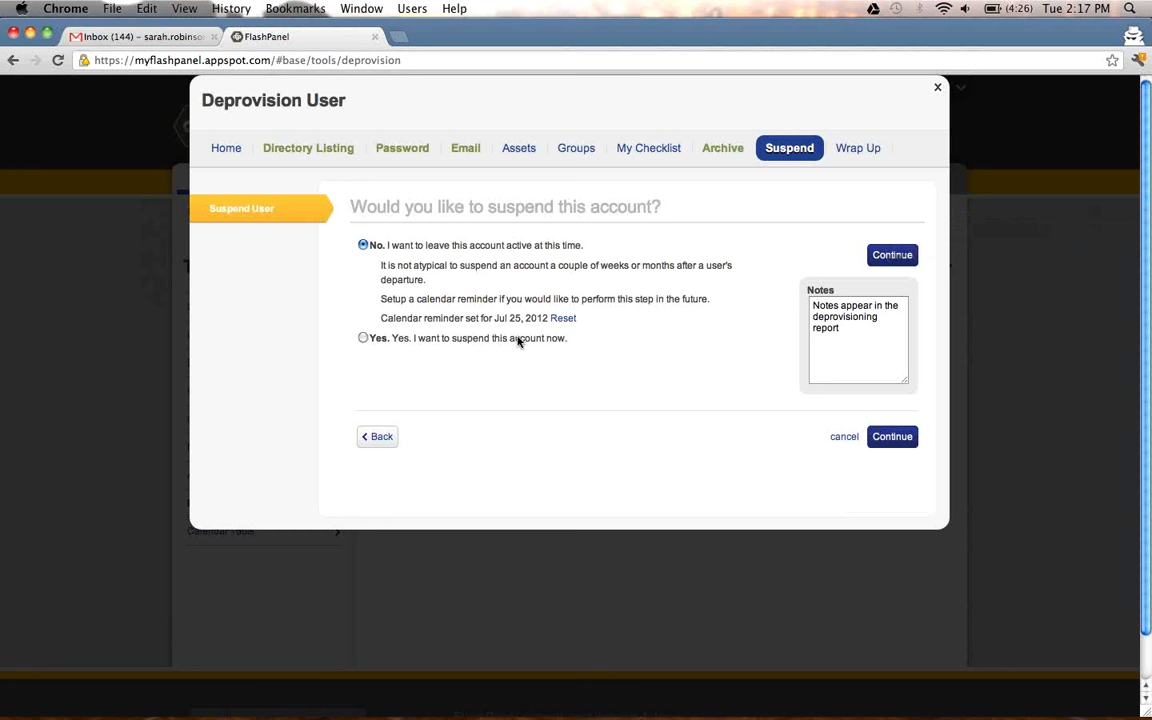 Chrome File Edit View History Bookmarks Window Users Help (4:26) Tue 2:17 PM
Inbox (144) – sarah.robinso FlashPanel
https://myflashpanel.appspot.com/#base/tools/deprovision
Deprovision User
Home Directory Listing Password Email Assets Groups My Checklist Archive Suspend Wrap Up
Suspend User
Would you like to suspend this account?
No. I want to leave this account active at this time.
Continue
It is not atypical to suspend an account a couple of weeks or months after a user's
departure.
Setup a calendar reminder if you would like to perform this step in the future.
Calendar reminder set for Jul 25, 2012 Reset
Yes. Yes. I want to suspend this account now.
Notes
Notes appear in the
deprovisioning
report
Back
cancel
Continue